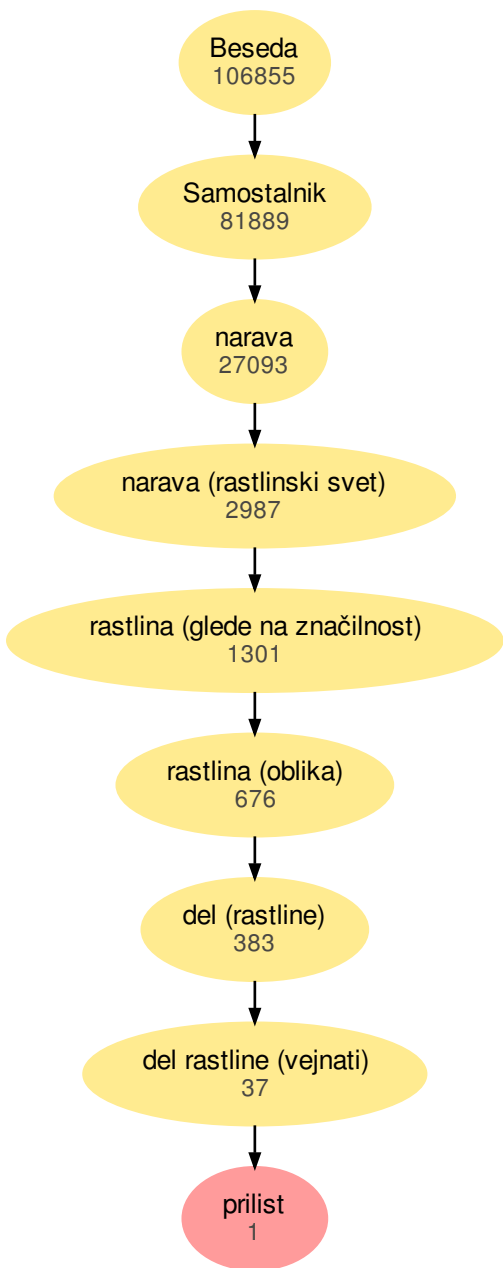 Beseda
106855
Samostalnik
81889
narava
27093
narava (rastlinski svet)
2987
rastlina (glede na značilnost)
1301
rastlina (oblika)
676
del (rastline)
383
del rastline (vejnati)
37
prilist
1